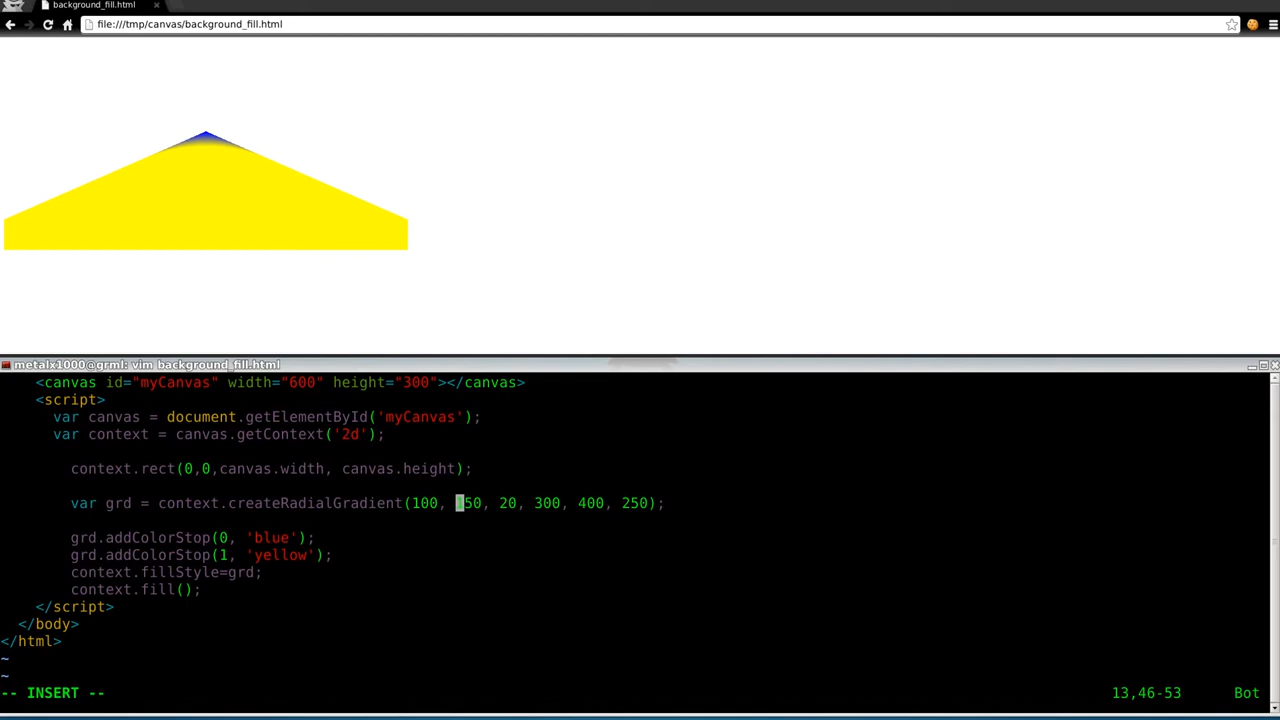 background_fill.html
file:///tmp/canvas/background_fill.html
metalx1000@grml: vim background_fill.html
<canvas id="myCanvas" width="600" height="300"></canvas>
<script>
var canvas = document.getElementById('myCanvas');
var context = canvas.getContext('2d');
context.rect(0,0,canvas.width, canvas.height);
var grd = context.createRadialGradient(100, 150, 20, 300, 400, 250);
grd.addColorStop(0, 'blue');
grd.addColorStop(1, 'yellow');
context.fillStyle=grd;
context.fill();
</script>
</body>
</html>
~
~
-- INSERT -- 13,46-53 Bot